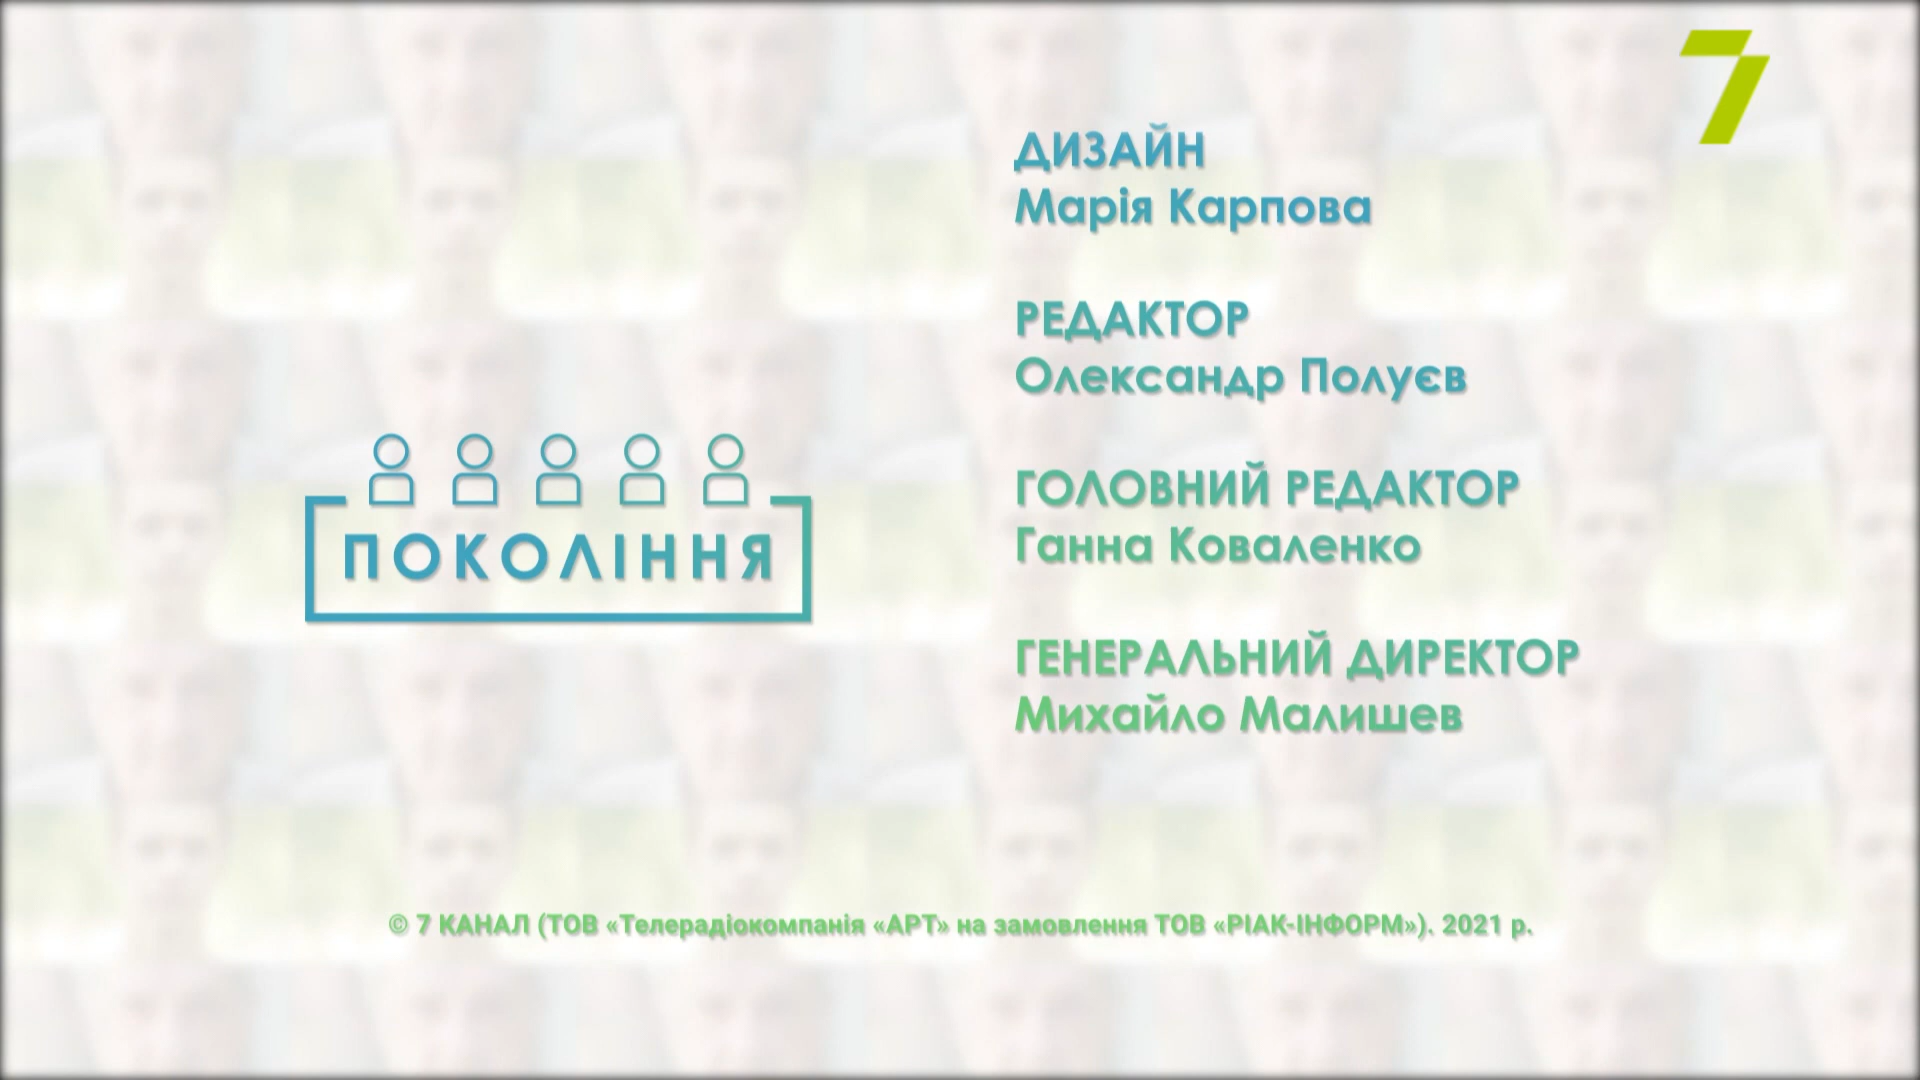 7
ДИЗАЙН
Марія Карпова
РЕДАКТОР
Олександр Полуєв
ГОЛОВНИЙ РЕДАКТОР
Ганна Коваленко
ГЕНЕРАЛЬНИЙ ДИРЕКТОР
Михайло Малишев
ПОКОЛІННЯ
© 7 КАНАЛ (ТОВ «Телерадіокомпанія «АРТ» на замовлення ТОВ «РІАК-ІНФОРМ»). 2021 р.